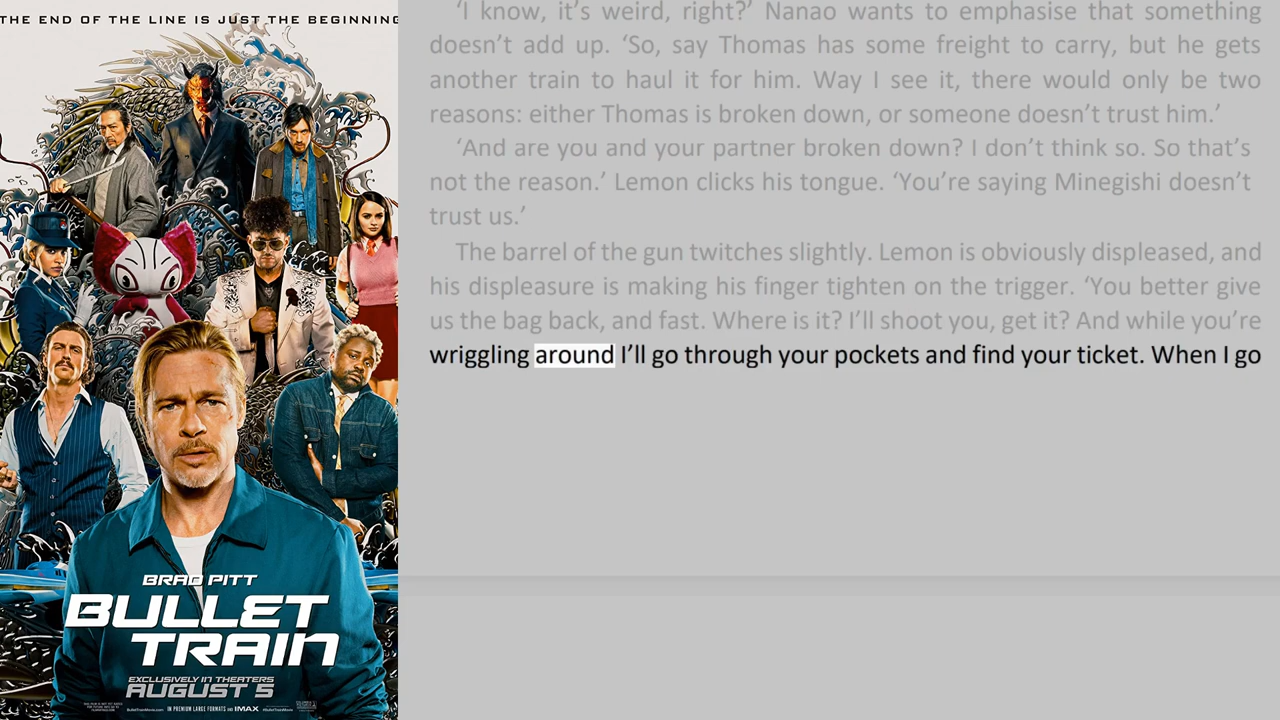 THE END OF THE LINE IS JUST THE BEGINNING
BRAD PITT
BULLET
TRAIN
EXCLUSIVELY IN THEATERS
AUGUST 5
BulletTrainMovie.com
IN PREMIUM LARGE FORMATS AND IMAX
#BulletTrainMovie
‘I know, it’s weird, right?’ Nanao wants to emphasise that something
doesn’t add up. ‘So, say Thomas has some freight to carry, but he gets
another train to haul it for him. Way I see it, there would only be two
reasons: either Thomas is broken down, or someone doesn’t trust him.’
‘And are you and your partner broken down? I don’t think so. So that’s
not the reason.’ Lemon clicks his tongue. ‘You’re saying Minegishi doesn’t
trust us.’
The barrel of the gun twitches slightly. Lemon is obviously displeased, and
his displeasure is making his finger tighten on the trigger. ‘You better give
us the bag back, and fast. Where is it? I’ll shoot you, get it? And while you’re
wriggling around I’ll go through your pockets and find your ticket. When I go